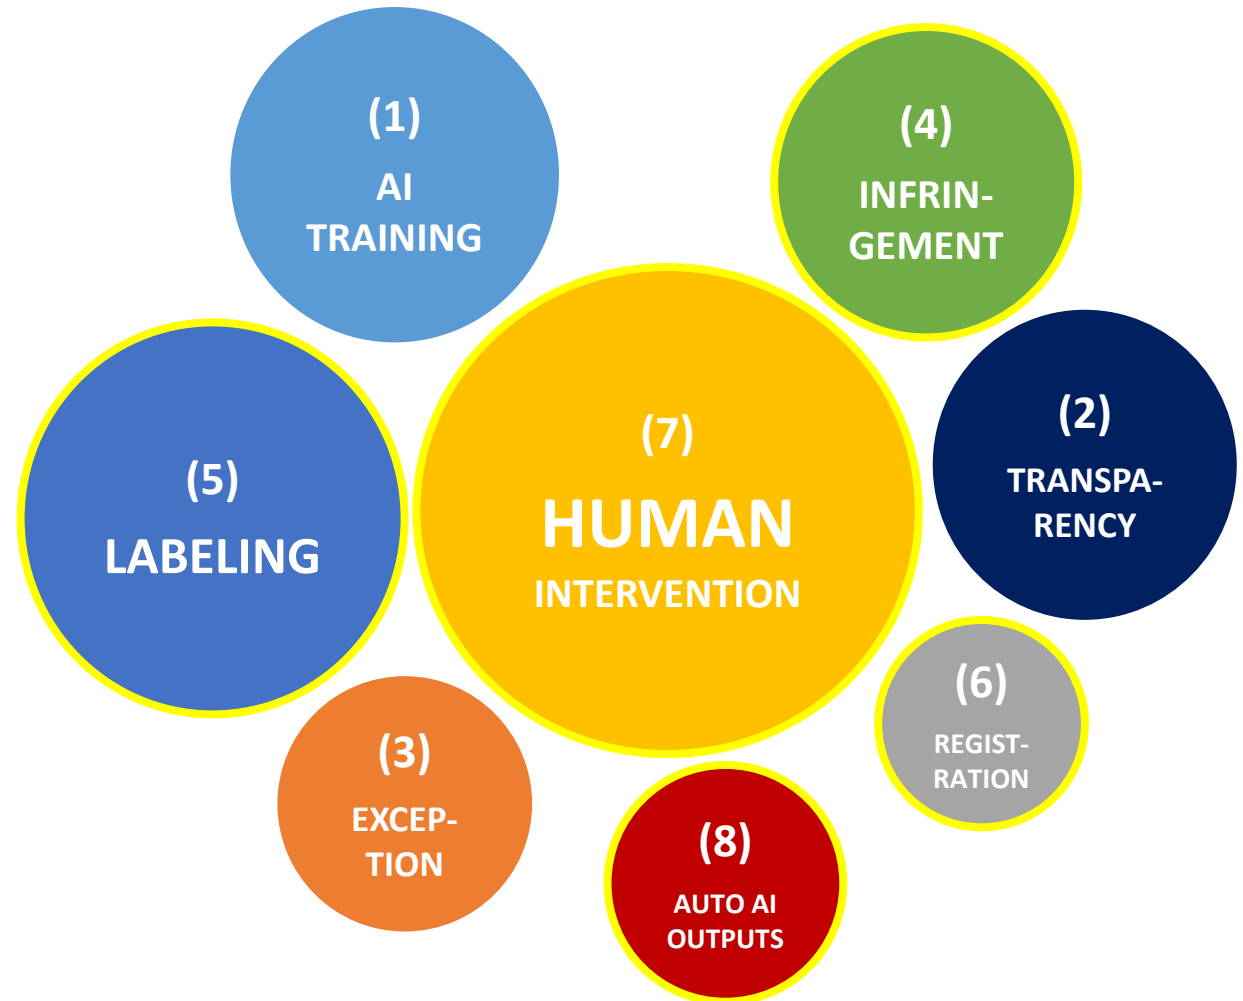 (1)
AI
TRAINING
(4)
INFRIN-
GEMENT
(2)
TRANSPA-
RENCY
(7)
HUMAN
INTERVENTION
(5)
LABELING
(6)
REGIST-
RATION
(3)
EXCEP-
TION
(8)
AUTO AI
OUTPUTS